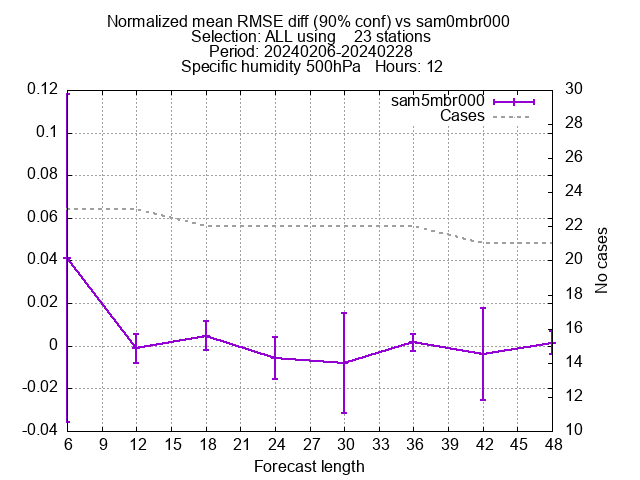 Normalized mean RMSE diff (90% conf) vs sam0mbr000
Selection: ALL using    23 stations
Period: 20240206-20240228
Specific humidity 500hPa   Hours: 12
sam5mbr000
Cases
0.12
0.1
0.08
0.06
0.04
0.02
0
-0.02
-0.04
30
28
26
24
22
20
18
16
14
12
10
No cases
6 9 12 15 18 21 24 27 30 33 36 39 42 45 48
Forecast length